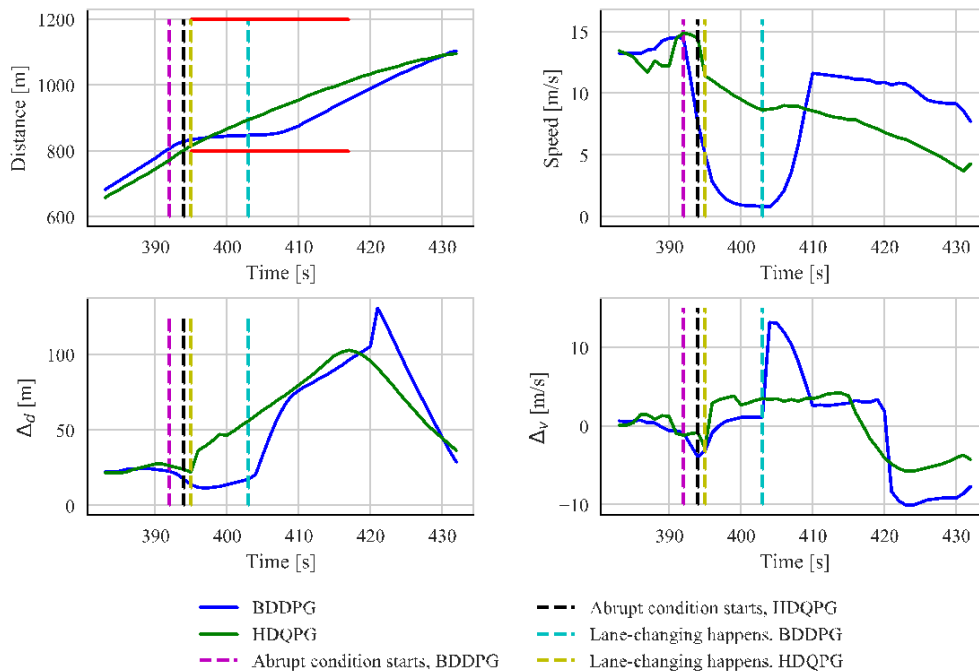 1200
1000
800
600
Distance [m]
390 400 410 420 430
Time [s]
15
10
5
0
Speed [m/s]
390 400 410 420 430
Time [s]
100
50
0
Δd [m]
390 400 410 420 430
Time [s]
10
0
−10
Δv [m/s]
390 400 410 420 430
Time [s]
BDDPG
HDQPG
Abrupt condition starts, BDDPG
Abrupt condition starts, HDQPG
Lane-changing happens. BDDPG
Lane-changing happens. HDQPG